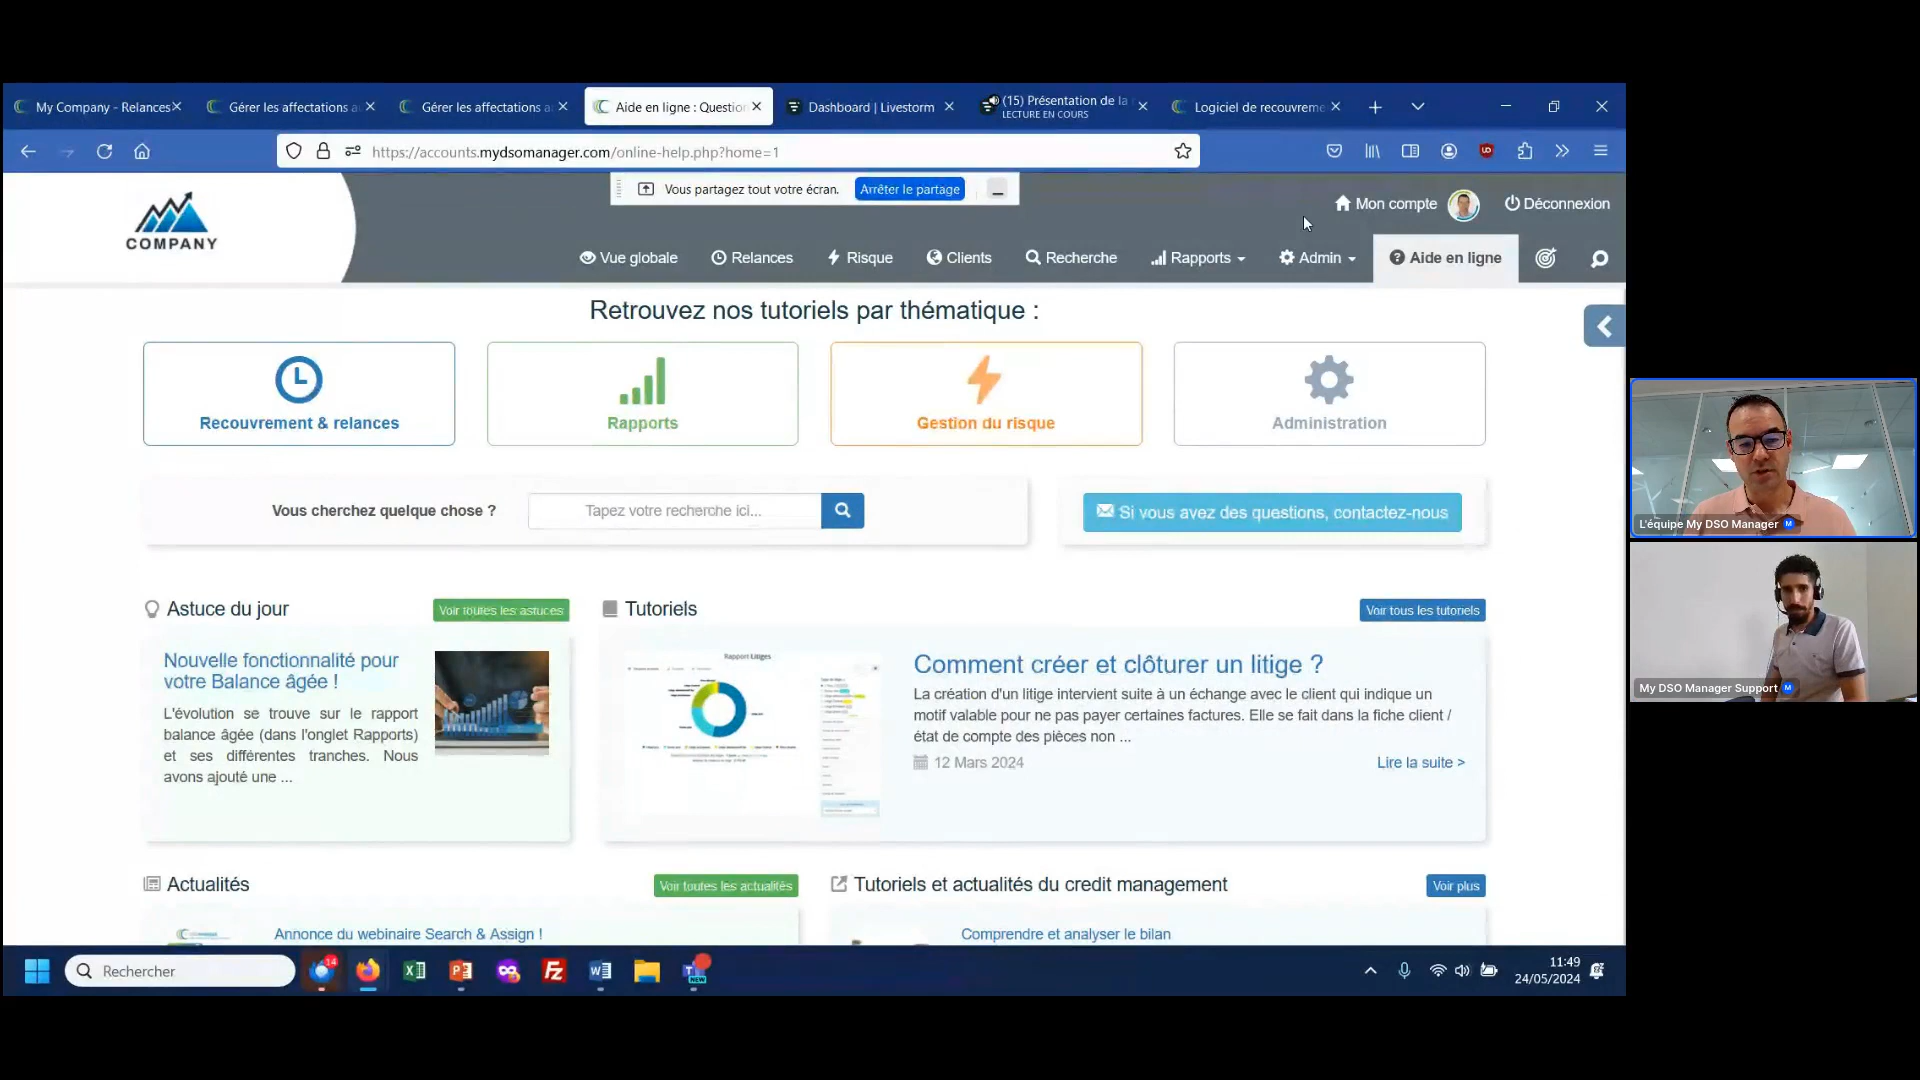 My Company - Relances
Gérer les affectations a
Gérer les affectations a
Aide en ligne : Question
Dashboard | Livestorm
(15) Présentation de la
LECTURE EN COURS
Logiciel de recouvreme
https://accounts.mydsomanager.com/online-help.php?home=1
Vous partagez tout votre écran.
Arrêter le partage
COMPANY
Mon compte
Déconnexion
Vue globale
Relances
Risque
Clients
Recherche
Rapports
Admin
Aide en ligne
Retrouvez nos tutoriels par thématique :
Recouvrement & relances
Rapports
Gestion du risque
Administration
Vous cherchez quelque chose ?
Tapez votre recherche ici...
Si vous avez des questions, contactez-nous
Astuce du jour
Voir toutes les astuces
Nouvelle fonctionnalité pour
votre Balance âgée !
L'évolution se trouve sur le rapport
balance âgée (dans l'onglet Rapports)
et ses différentes tranches. Nous
avons ajouté une ...
Tutoriels
Voir tous les tutoriels
Rapport Litiges
Comment créer et clôturer un litige ?
La création d'un litige intervient suite à un échange avec le client qui indique un
motif valable pour ne pas payer certaines factures. Elle se fait dans la fiche client /
état de compte des pièces non ...
12 Mars 2024
Lire la suite >
Actualités
Voir toutes les actualités
Annonce du webinaire Search & Assign !
Tutoriels et actualités du credit management
Voir plus
Comprendre et analyser le bilan
Rechercher
14
NEW
11:49
24/05/2024
L'équipe My DSO Manager
My DSO Manager Support